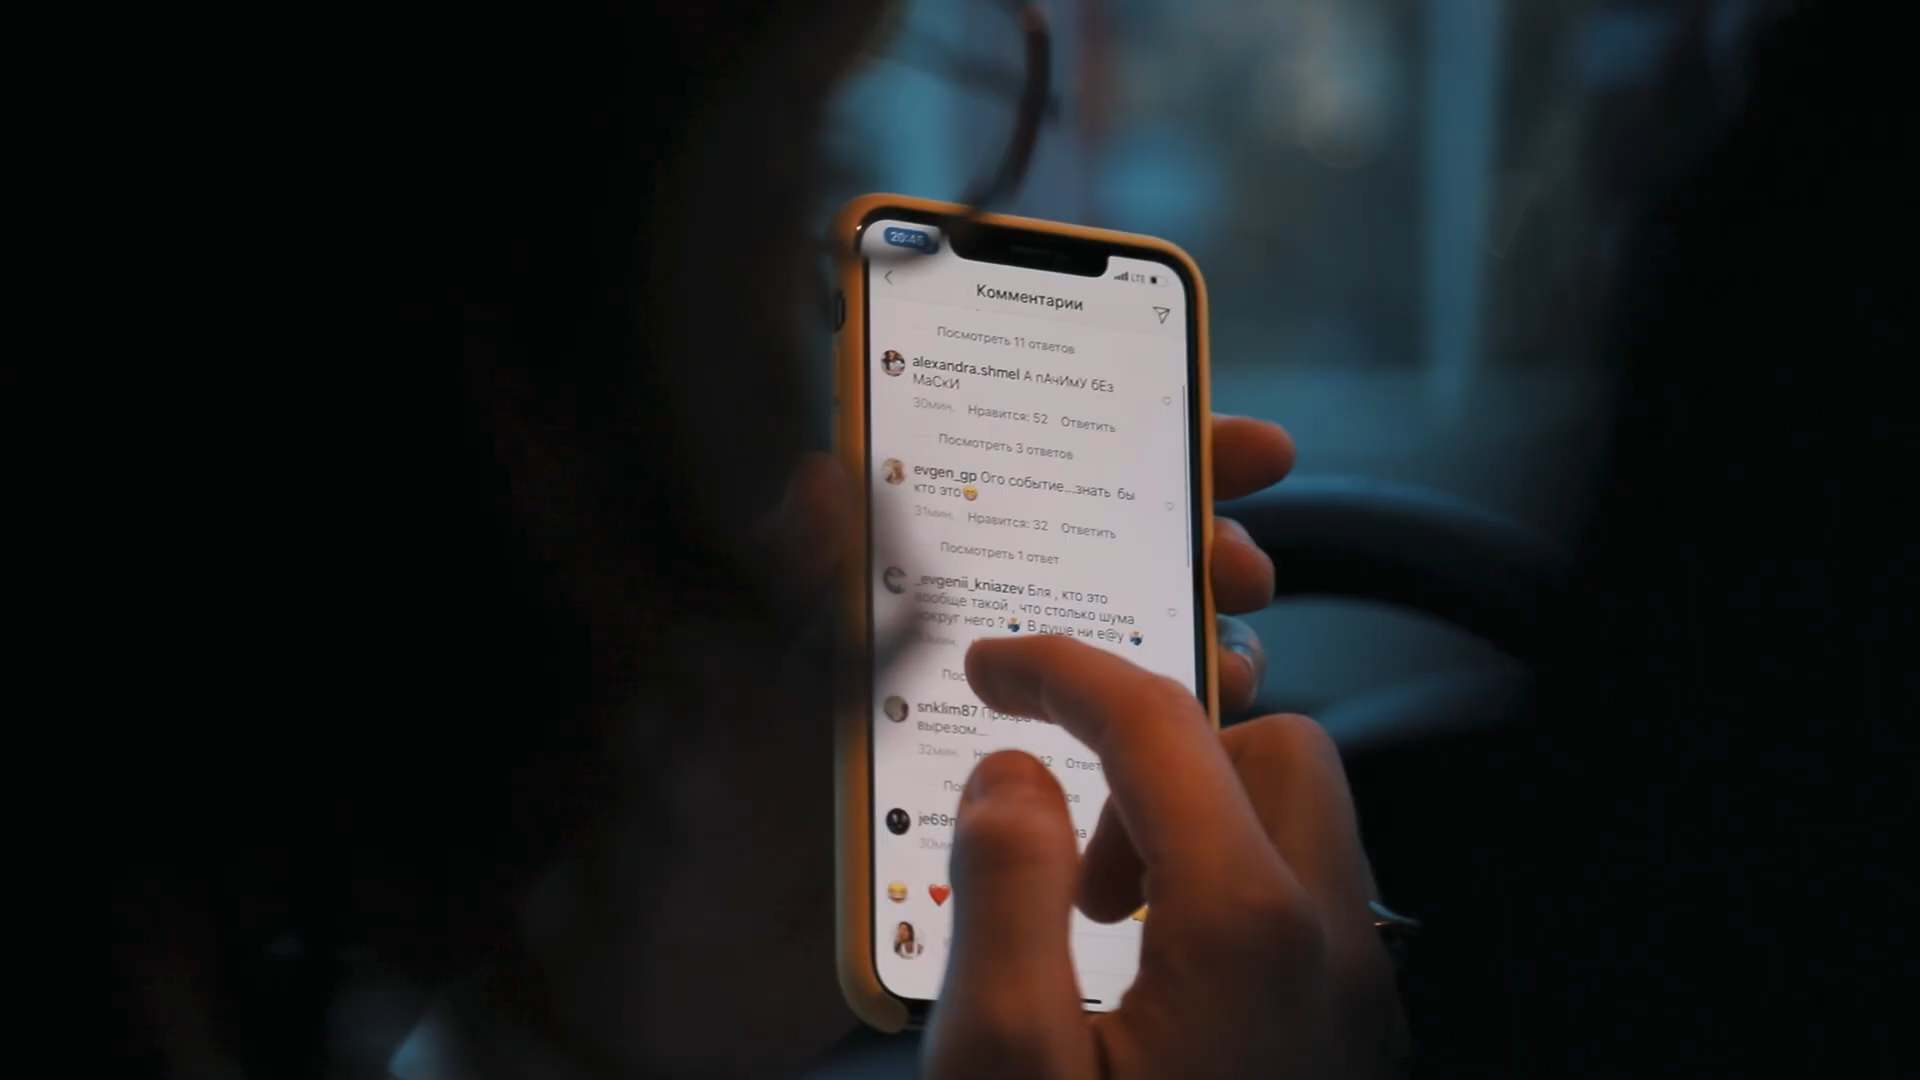 20:45
LTE
Комментарии
Посмотреть 11 ответов
alexandra.shmel А пАчИмУ бЕз
МаСкИ
30мин. Нравится: 52 Ответить
Посмотреть 3 ответов
evgen_gp Ого событие...знать бы
кто это😁
31мин. Нравится: 32 Ответить
Посмотреть 1 ответ
_evgenii_kniazev Бля , кто это
вообще такой , что столько шума
вокруг него ?🤷‍♂️ В душе ни е@у 🤷‍♂️
snklim87
вырезом...
32мин.